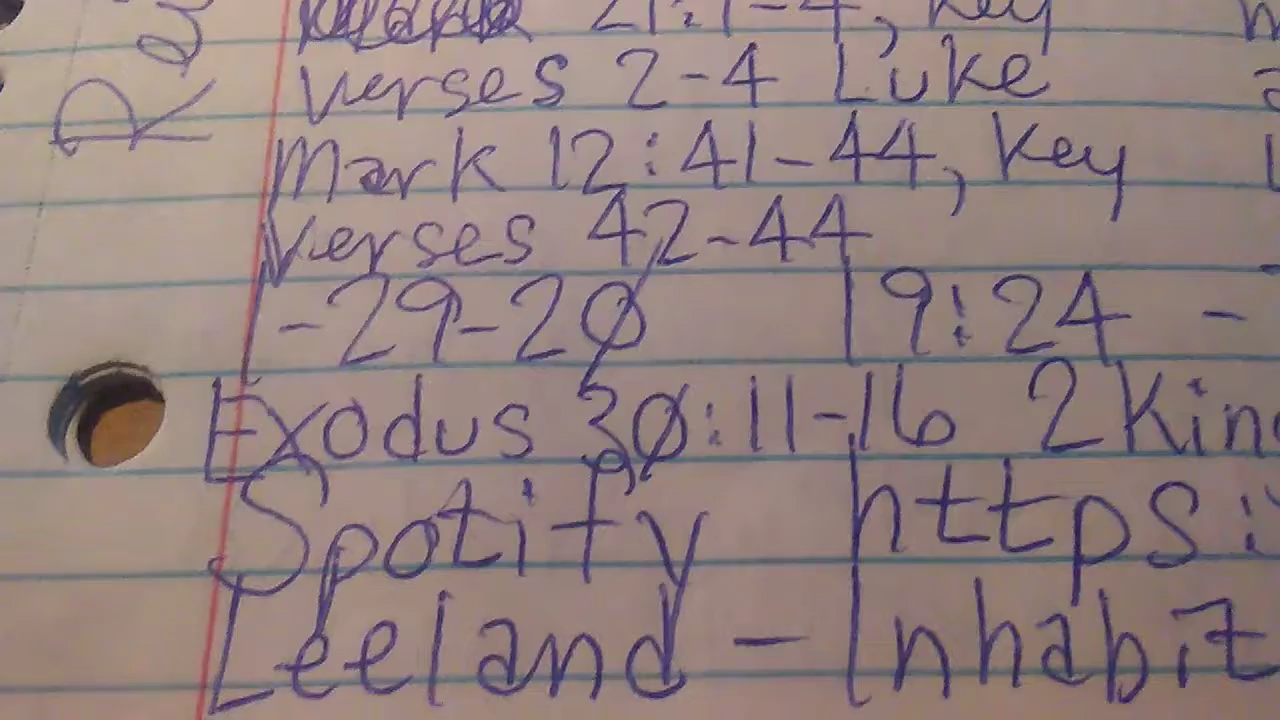 21:1-4, Key
verses 2-4 Luke
Mark 12:41-44, Key
verses 42-44
-29-20 19:24 -
Exodus 30:11-16 2 Kin
Spotify https:
Leeland - Inhabit